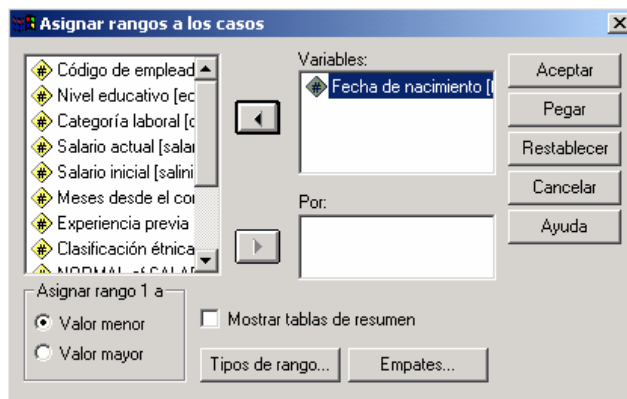 Asignar rangos a los casos
Código de emplead
Nivel educativo [ec
Categoría laboral [c
Salario actual [salar
Salario inicial [salini
Meses desde el cor
Experiencia previa
Clasificación étnica
Variables:
Fecha de nacimiento [
Por:
Aceptar
Pegar
Restablecer
Cancelar
Ayuda
Asignar rango 1 a
Valor menor
Valor mayor
Mostrar tablas de resumen
Tipos de rango...
Empates...